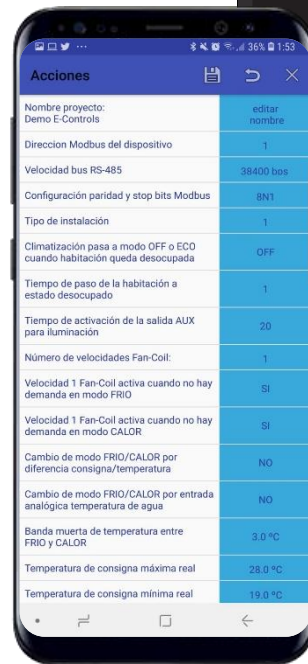 36% 1:53
Acciones
Nombre proyecto:
Demo E-Controls
editar
nombre
Direccion Modbus del dispositivo
1
Velocidad bus RS-485
38400 bos
Configuración paridad y stop bits Modbus
8N1
Tipo de instalación
1
Climatización pasa a modo OFF o ECO
cuando habitación queda desocupada
OFF
Tiempo de paso de la habitación a
estado desocupado
1
Tiempo de activación de la salida AUX
para iluminación
20
Número de velocidades Fan-Coil:
1
Velocidad 1 Fan-Coil activa cuando no hay
demanda en modo FRIO
SI
Velocidad 1 Fan-Coil activa cuando no hay
demanda en modo CALOR
SI
Cambio de modo FRIO/CALOR por
diferencia consigna/temperatura
NO
Cambio de modo FRIO/CALOR por entrada
analógica temperatura de agua
NO
Banda muerta de temperatura entre
FRIO y CALOR
3.0 ºC
Temperatura de consigna máxima real
28.0 ºC
Temperatura de consigna mínima real
19.0 ºC